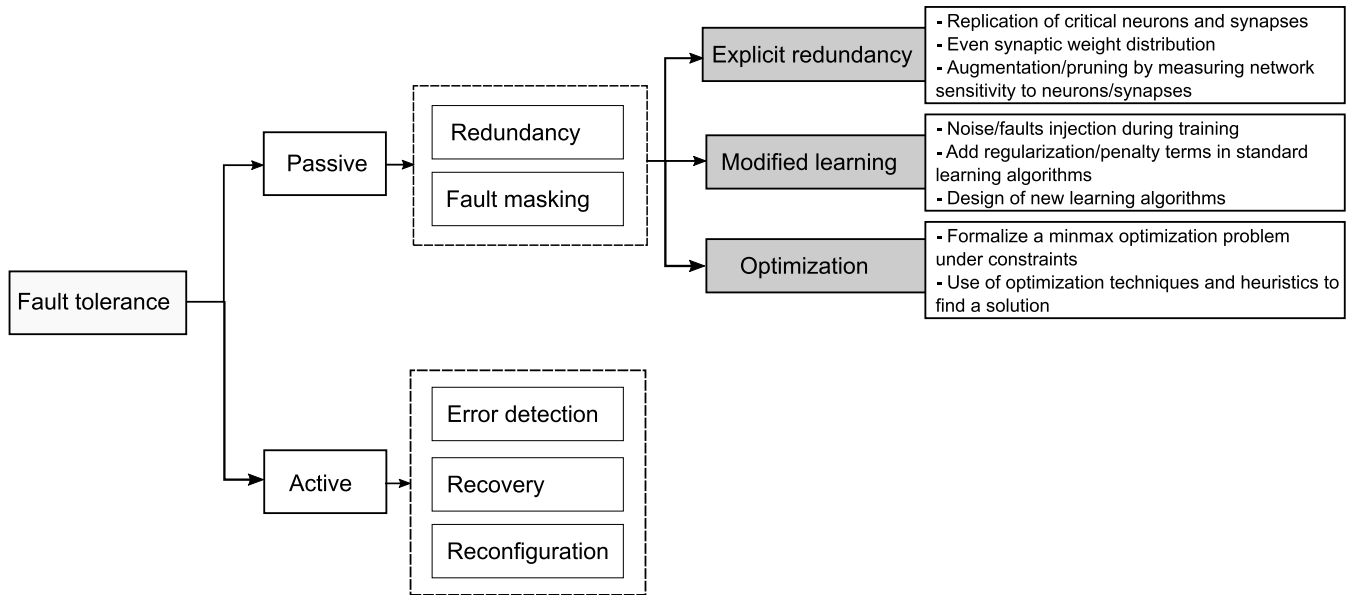 Fault tolerance
Passive
Redundancy
Fault masking
Explicit redundancy
- Replication of critical neurons and synapses
- Even synaptic weight distribution
- Augmentation/pruning by measuring network
sensitivity to neurons/synapses
Modified learning
- Noise/faults injection during training
- Add regularization/penalty terms in standard
learning algorithms
- Design of new learning algorithms
Optimization
- Formalize a minmax optimization problem
under constraints
- Use of optimization techniques and heuristics to
find a solution
Active
Error detection
Recovery
Reconfiguration